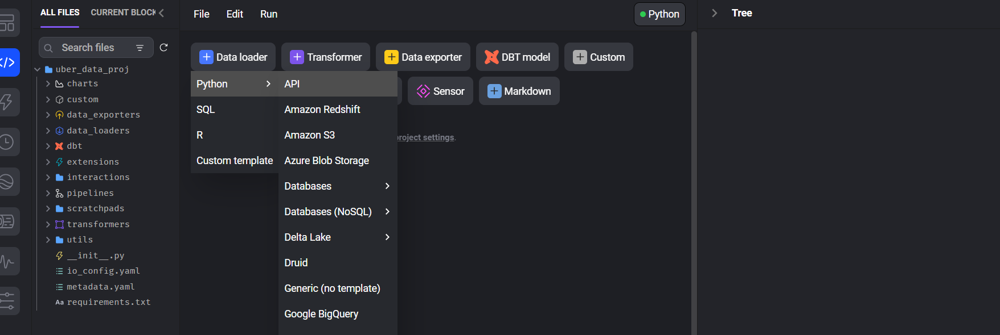 ALL FILES
CURRENT BLOCK
File
Edit
Run
Python
Tree
Search files
Data loader
Transformer
Data exporter
DBT model
Custom
Sensor
Markdown
uber_data_proj
charts
custom
data_exporters
data_loaders
dbt
extensions
interactions
pipelines
scratchpads
transformers
utils
__init__.py
io_config.yaml
metadata.yaml
Aa requirements.txt
Python
SQL
R
Custom template
API
Amazon Redshift
Amazon S3
Azure Blob Storage
Databases
Databases (NoSQL)
Delta Lake
Druid
Generic (no template)
Google BigQuery
project settings.